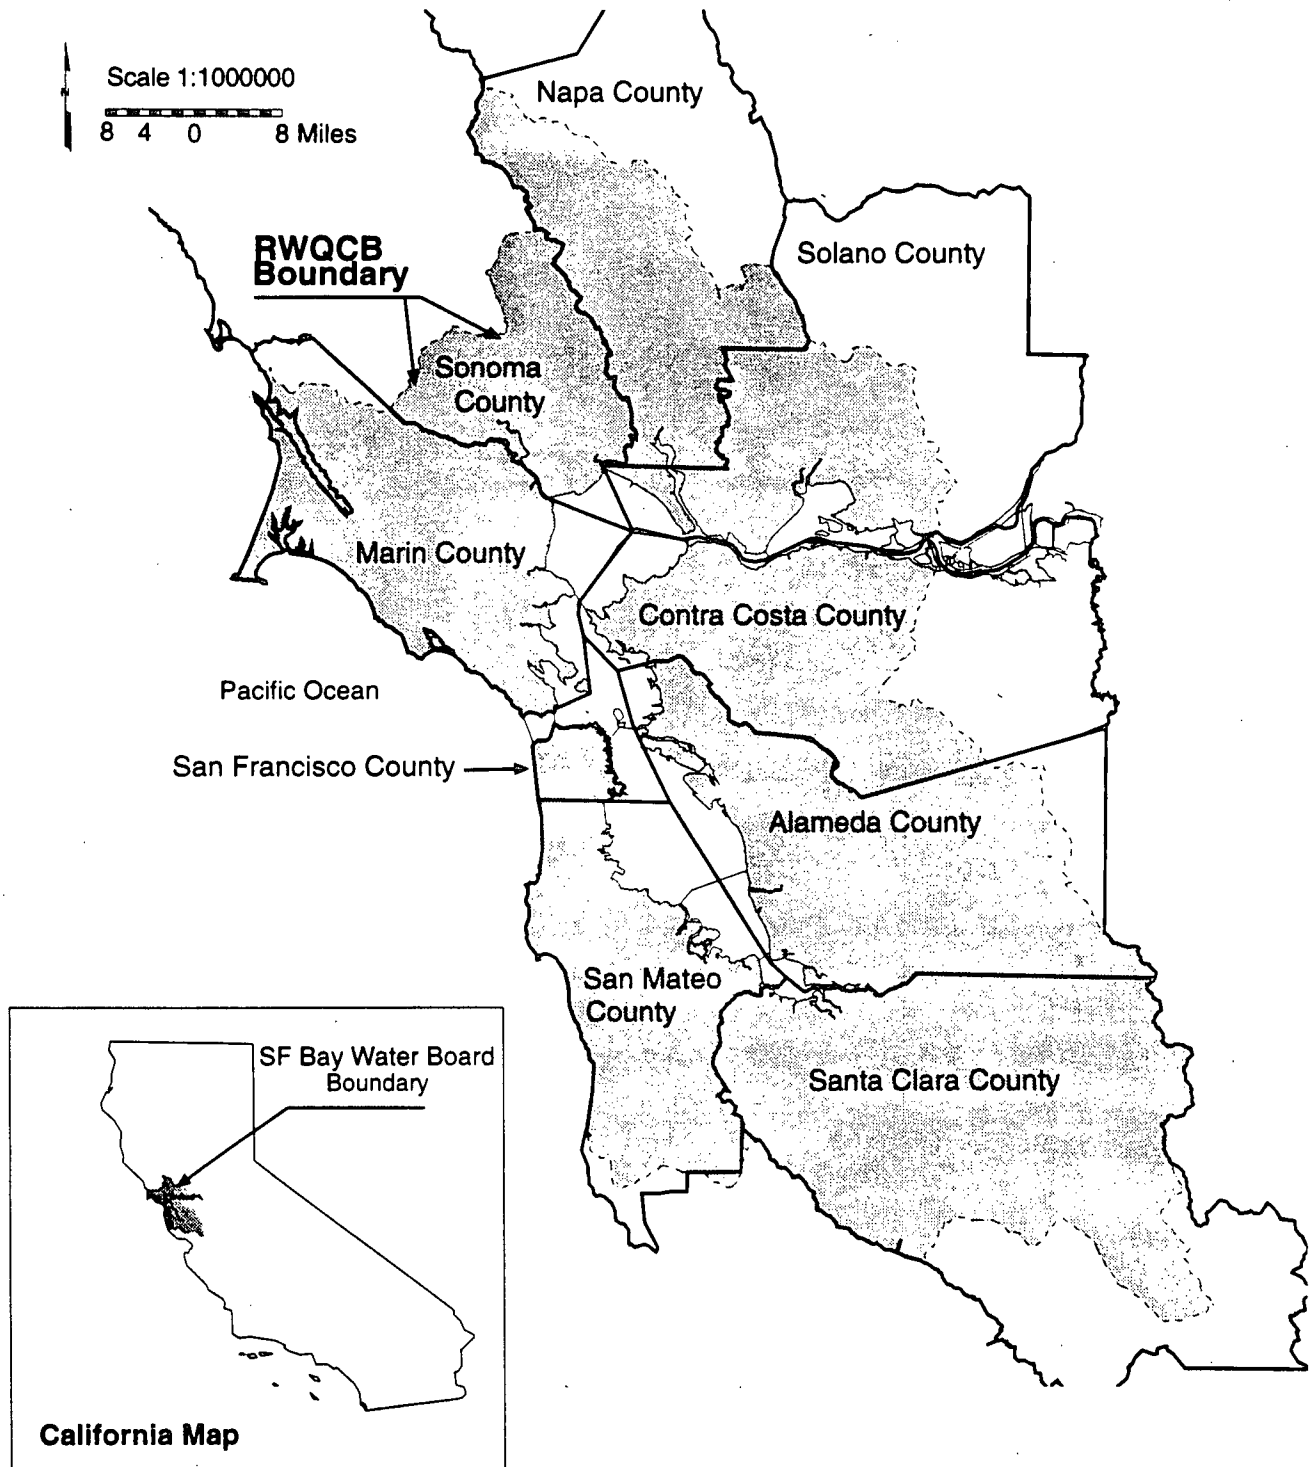 Scale 1:1000000
8 4 0 8 Miles
Napa County
Solano County
RWQCB
Boundary
Sonoma
County
Marin County
Contra Costa County
Pacific Ocean
San Francisco County
Alameda County
San Mateo
County
Santa Clara County
SF Bay Water Board
Boundary
California Map